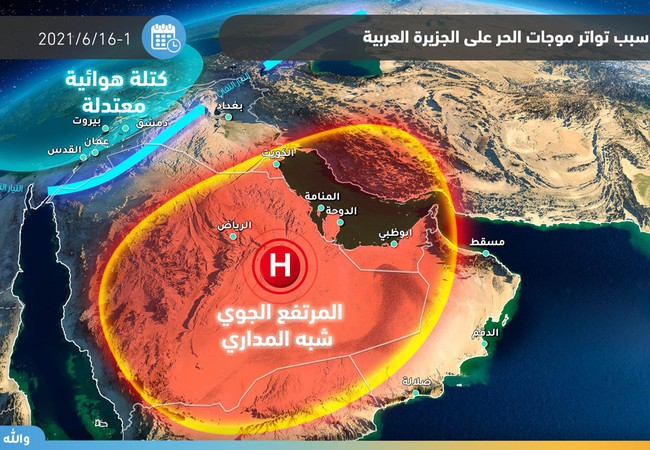 سبب تواتر موجات الحر على الجزيرة العربية
2021/6/16-1
كتلة هوائية
معتدلة
بغداد
دمشق
بيروت
عمان
القدس
الكويت
المنامة
الدوحة
الرياض
ابوظبي
مسقط
H
المرتفع الجوي
شبه المداري
الدقم
صلالة
والله